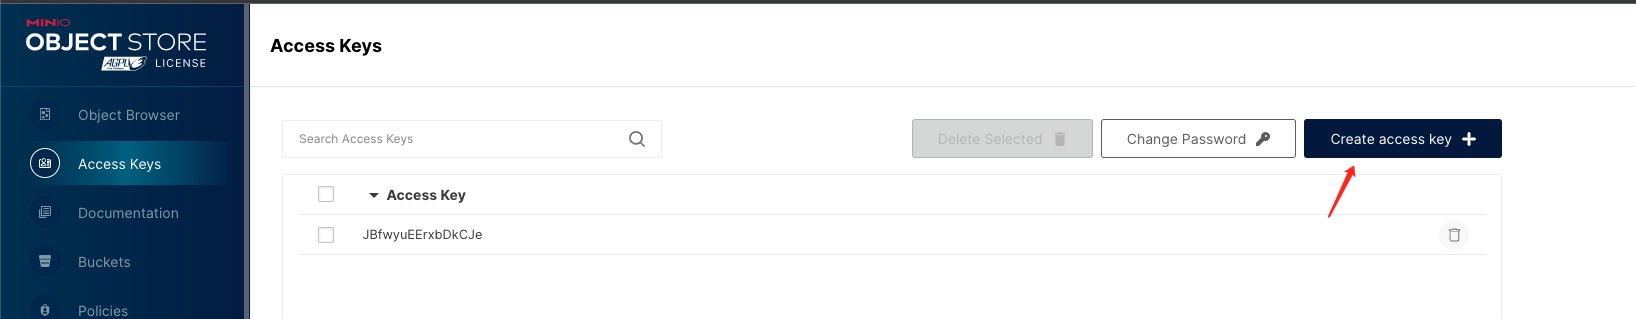 MINIO
OBJECT STORE
AGPLv3 LICENSE
Object Browser
Access Keys
Documentation
Buckets
Policies
Access Keys
Search Access Keys
Delete Selected
Change Password
Create access key
Access Key
JBfwyuEErxbDkCJe